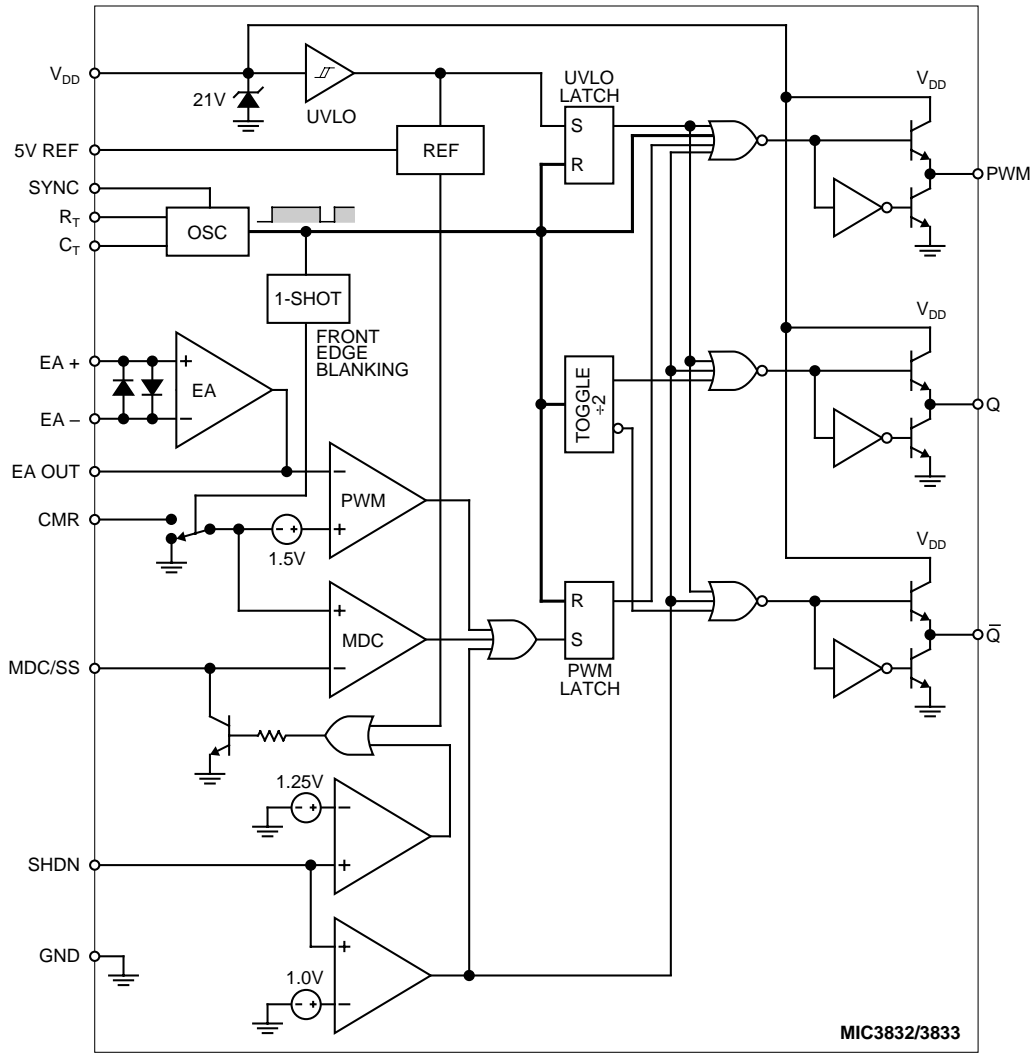 V_DD
21V
UVLO
UVLO
LATCH
S
R
V_DD
5V REF
REF
PWM
SYNC
R_T
C_T
OSC
1-SHOT
FRONT
EDGE
BLANKING
V_DD
EA +
EA –
+
–
EA
TOGGLE
÷2
Q
EA OUT
–
PWM
+
CMR
- +
1.5V
V_DD
+
MDC
–
R
S
PWM
LATCH
Q̅
MDC/SS
1.25V
- +
–
+
SHDN
+
–
GND
1.0V
- +
MIC3832/3833